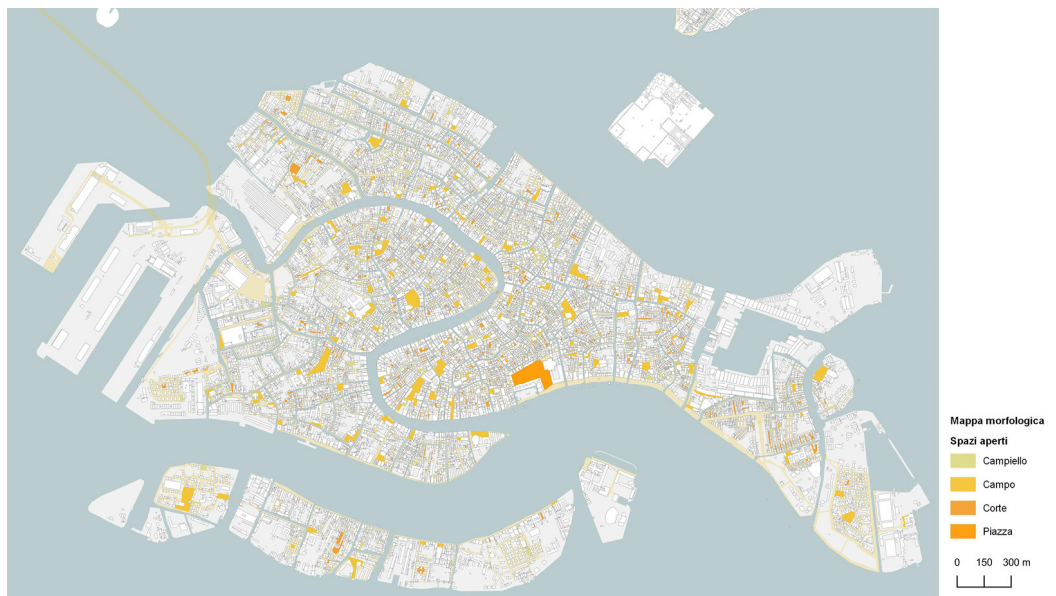 Mappa morfologica
Spazi aperti
Campiello
Campo
Corte
Piazza
0 150 300 m